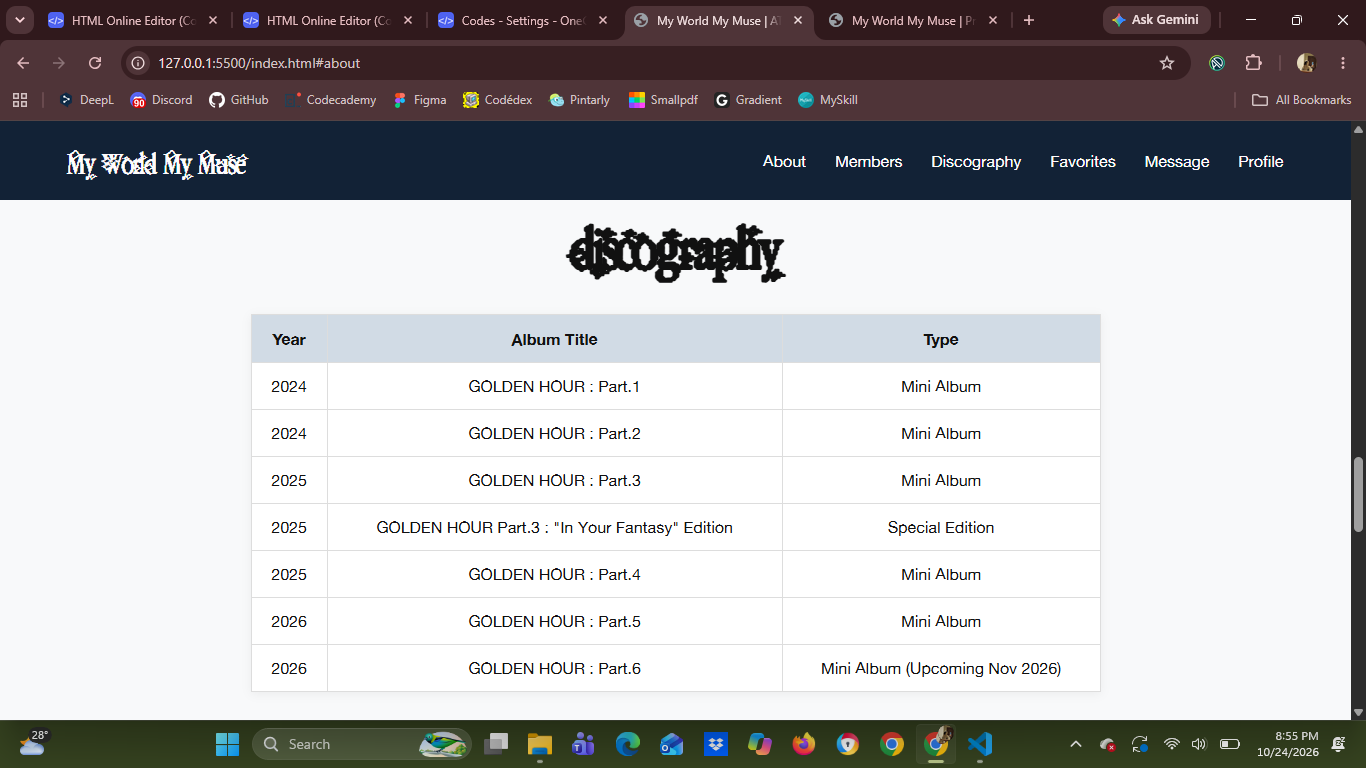 HTML Online Editor (Co
HTML Online Editor (Co
Codes - Settings - One
My World My Muse | AT
My World My Muse | Pr
Ask Gemini
127.0.0.1:5500/index.html#about
DeepL
90 Discord
GitHub
Codecademy
Figma
Codédex
Pintarly
Smallpdf
Gradient
MySkill
All Bookmarks
My World My Muse
About
Members
Discography
Favorites
Message
Profile
discography
Year Album Title Type
2024 GOLDEN HOUR : Part.1 Mini Album
2024 GOLDEN HOUR : Part.2 Mini Album
2025 GOLDEN HOUR : Part.3 Mini Album
2025 GOLDEN HOUR Part.3 : "In Your Fantasy" Edition Special Edition
2025 GOLDEN HOUR : Part.4 Mini Album
2026 GOLDEN HOUR : Part.5 Mini Album
2026 GOLDEN HOUR : Part.6 Mini Album (Upcoming Nov 2026)
28°
Search
8:55 PM
10/24/2026